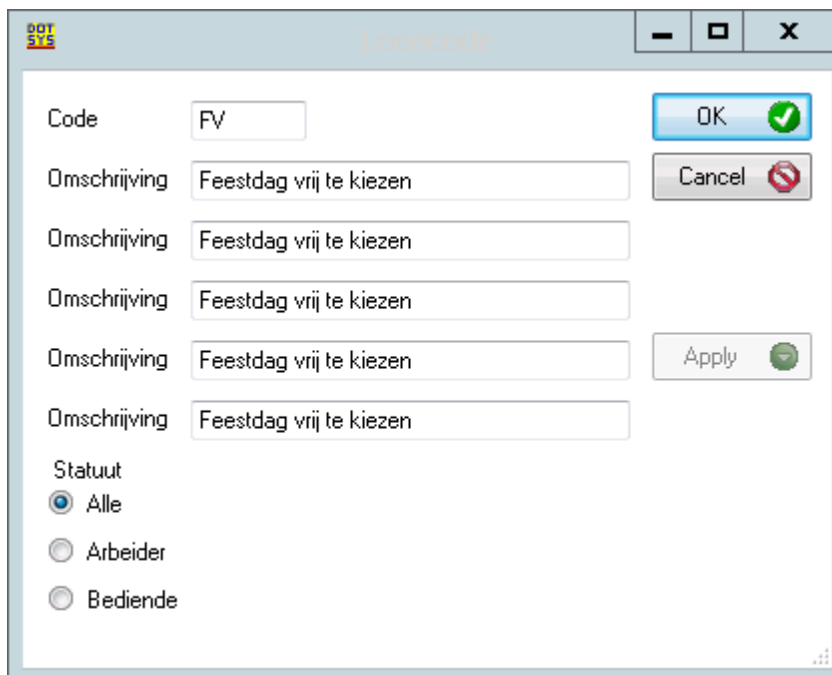 DOT
SYS
Looncode
Code FV OK
Omschrijving Feestdag vrij te kiezen Cancel
Omschrijving Feestdag vrij te kiezen
Omschrijving Feestdag vrij te kiezen
Omschrijving Feestdag vrij te kiezen Apply
Omschrijving Feestdag vrij te kiezen
Statuut
Alle
Arbeider
Bediende